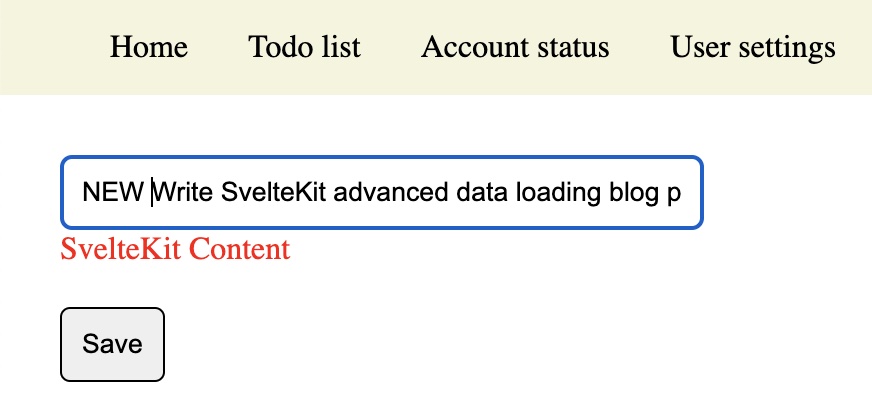 Home Todo list Account status User settings
NEW Write SvelteKit advanced data loading blog p
SvelteKit Content
Save